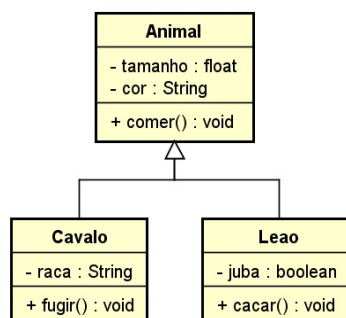 Animal
- tamanho : float
- cor : String
+ comer() : void
Cavalo
- raca : String
+ fugir() : void
Leao
- juba : boolean
+ cacar() : void